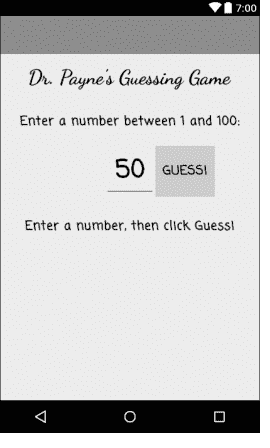 7:00
Dr. Payne's Guessing Game
Enter a number between 1 and 100:
50 GUESS!
Enter a number, then click Guess!